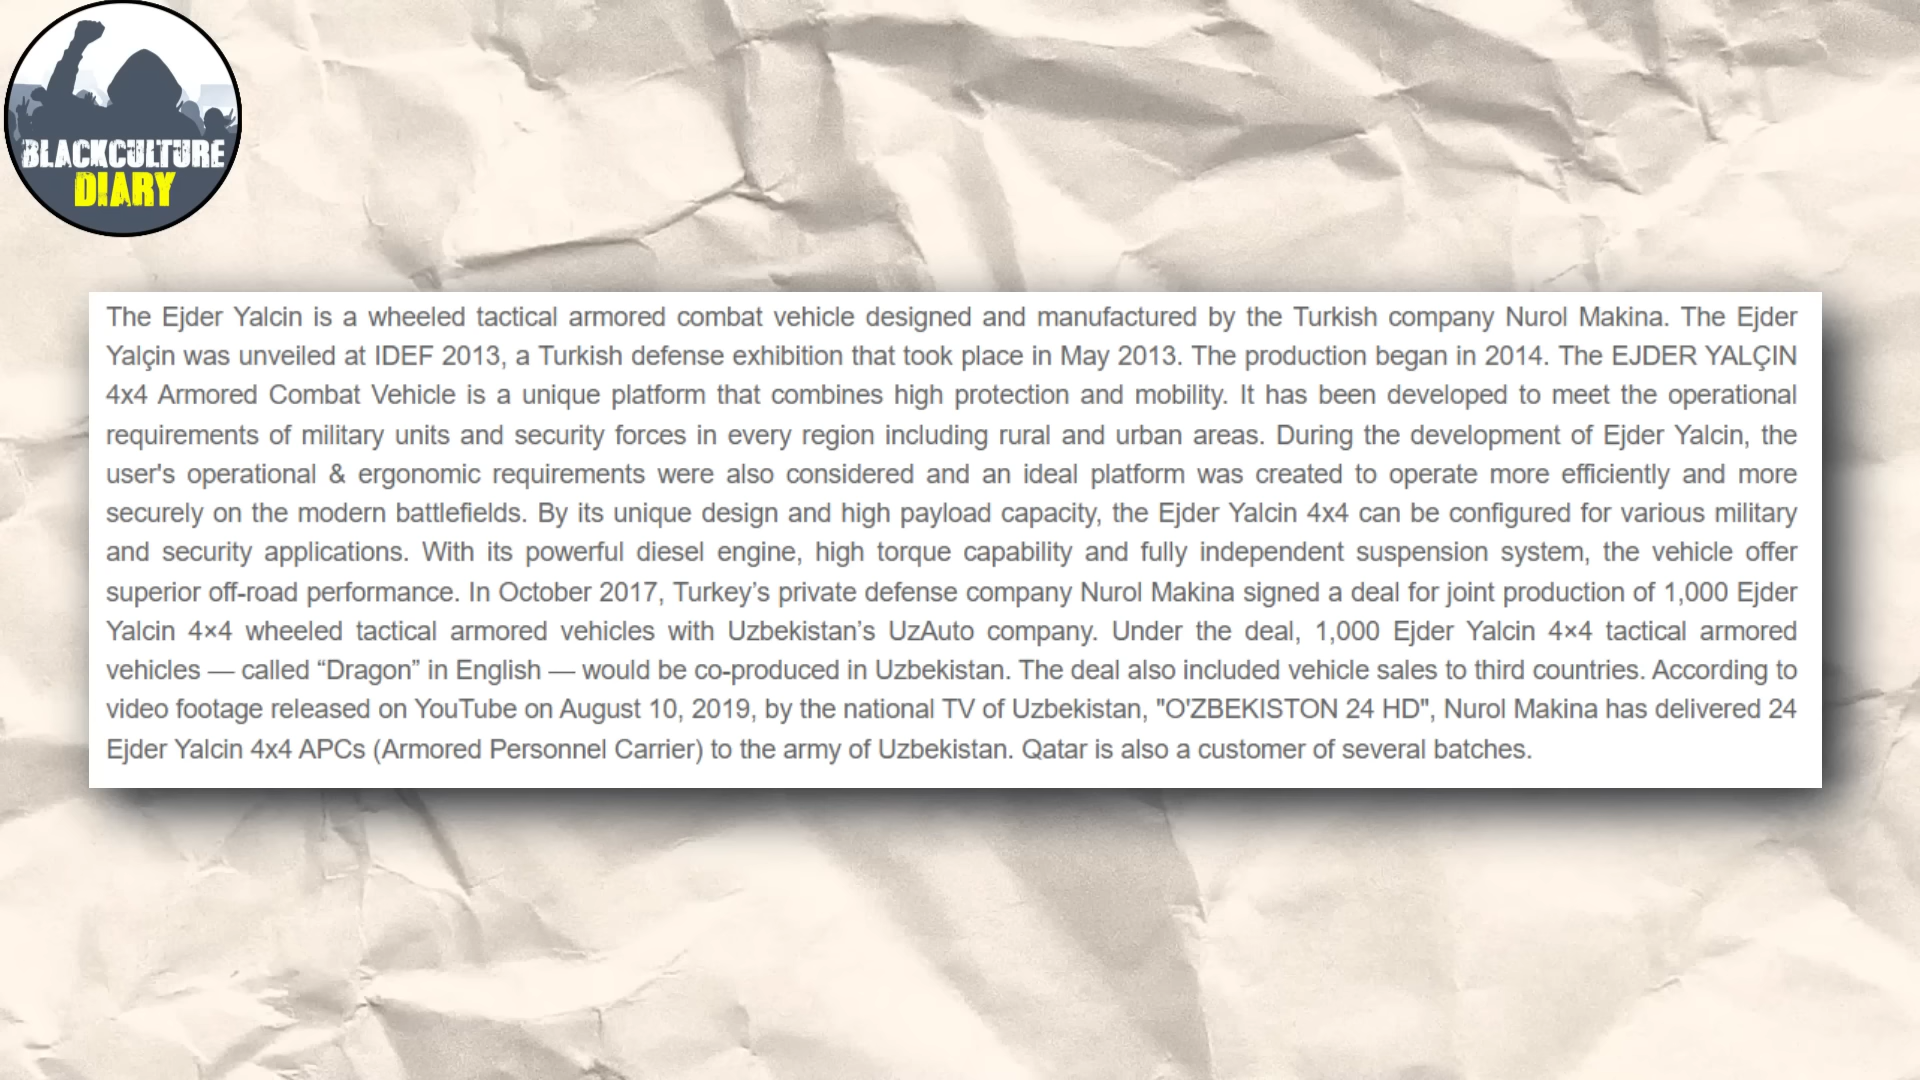 BLACKCULTURE
DIARY
The Ejder Yalcin is a wheeled tactical armored combat vehicle designed and manufactured by the Turkish company Nurol Makina. The Ejder
Yalçin was unveiled at IDEF 2013, a Turkish defense exhibition that took place in May 2013. The production began in 2014. The EJDER YALÇIN
4x4 Armored Combat Vehicle is a unique platform that combines high protection and mobility. It has been developed to meet the operational
requirements of military units and security forces in every region including rural and urban areas. During the development of Ejder Yalcin, the
user's operational & ergonomic requirements were also considered and an ideal platform was created to operate more efficiently and more
securely on the modern battlefields. By its unique design and high payload capacity, the Ejder Yalcin 4x4 can be configured for various military
and security applications. With its powerful diesel engine, high torque capability and fully independent suspension system, the vehicle offer
superior off-road performance. In October 2017, Turkey’s private defense company Nurol Makina signed a deal for joint production of 1,000 Ejder
Yalcin 4×4 wheeled tactical armored vehicles with Uzbekistan’s UzAuto company. Under the deal, 1,000 Ejder Yalcin 4×4 tactical armored
vehicles — called “Dragon” in English — would be co-produced in Uzbekistan. The deal also included vehicle sales to third countries. According to
video footage released on YouTube on August 10, 2019, by the national TV of Uzbekistan, "O'ZBEKISTON 24 HD", Nurol Makina has delivered 24
Ejder Yalcin 4x4 APCs (Armored Personnel Carrier) to the army of Uzbekistan. Qatar is also a customer of several batches.